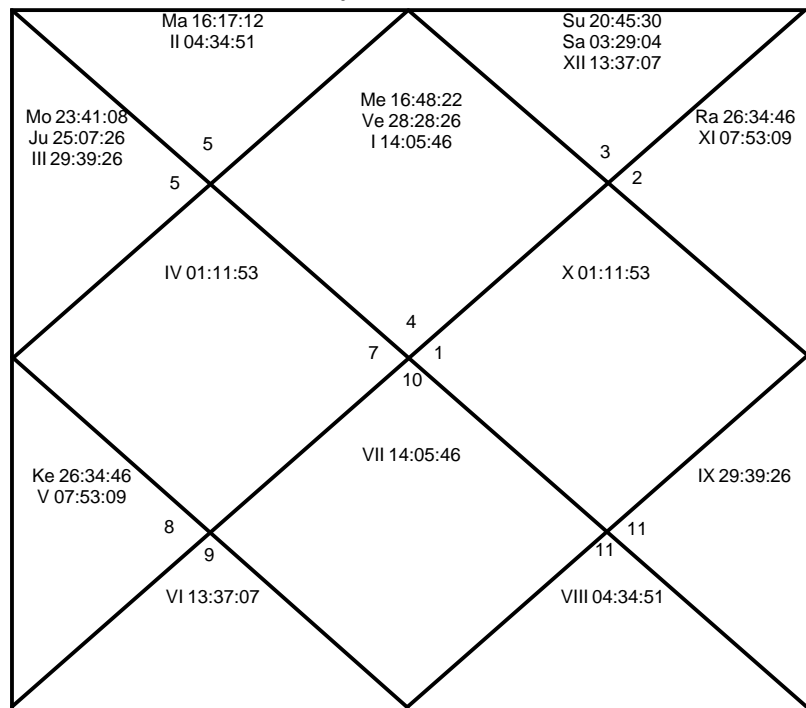 Ma 16:17:12
II 04:34:51
Su 20:45:30
Sa 03:29:04
XII 13:37:07
Mo 23:41:08
Ju 25:07:26
III 29:39:26
Me 16:48:22
Ve 28:28:26
I 14:05:46
Ra 26:34:46
XI 07:53:09
5
3
5
2
IV 01:11:53
X 01:11:53
4
7
1
10
VII 14:05:46
Ke 26:34:46
V 07:53:09
IX 29:39:26
8
11
9
11
VI 13:37:07
VIII 04:34:51